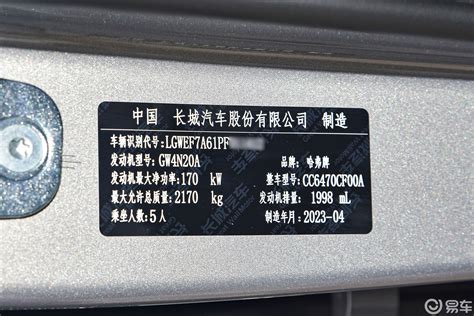 中国 长城汽车股份有限公司 制造
车辆识别代号: LGWEF7A61PF
发动机型号: GW4N20A 品牌: 哈弗牌
发动机最大净功率: 170 kW 整车型号: CC6470CF00A
最大允许总质量: 2170 kg 发动机排量: 1998 mL
乘坐人数: 5人 制造年月: 2023-04
易车